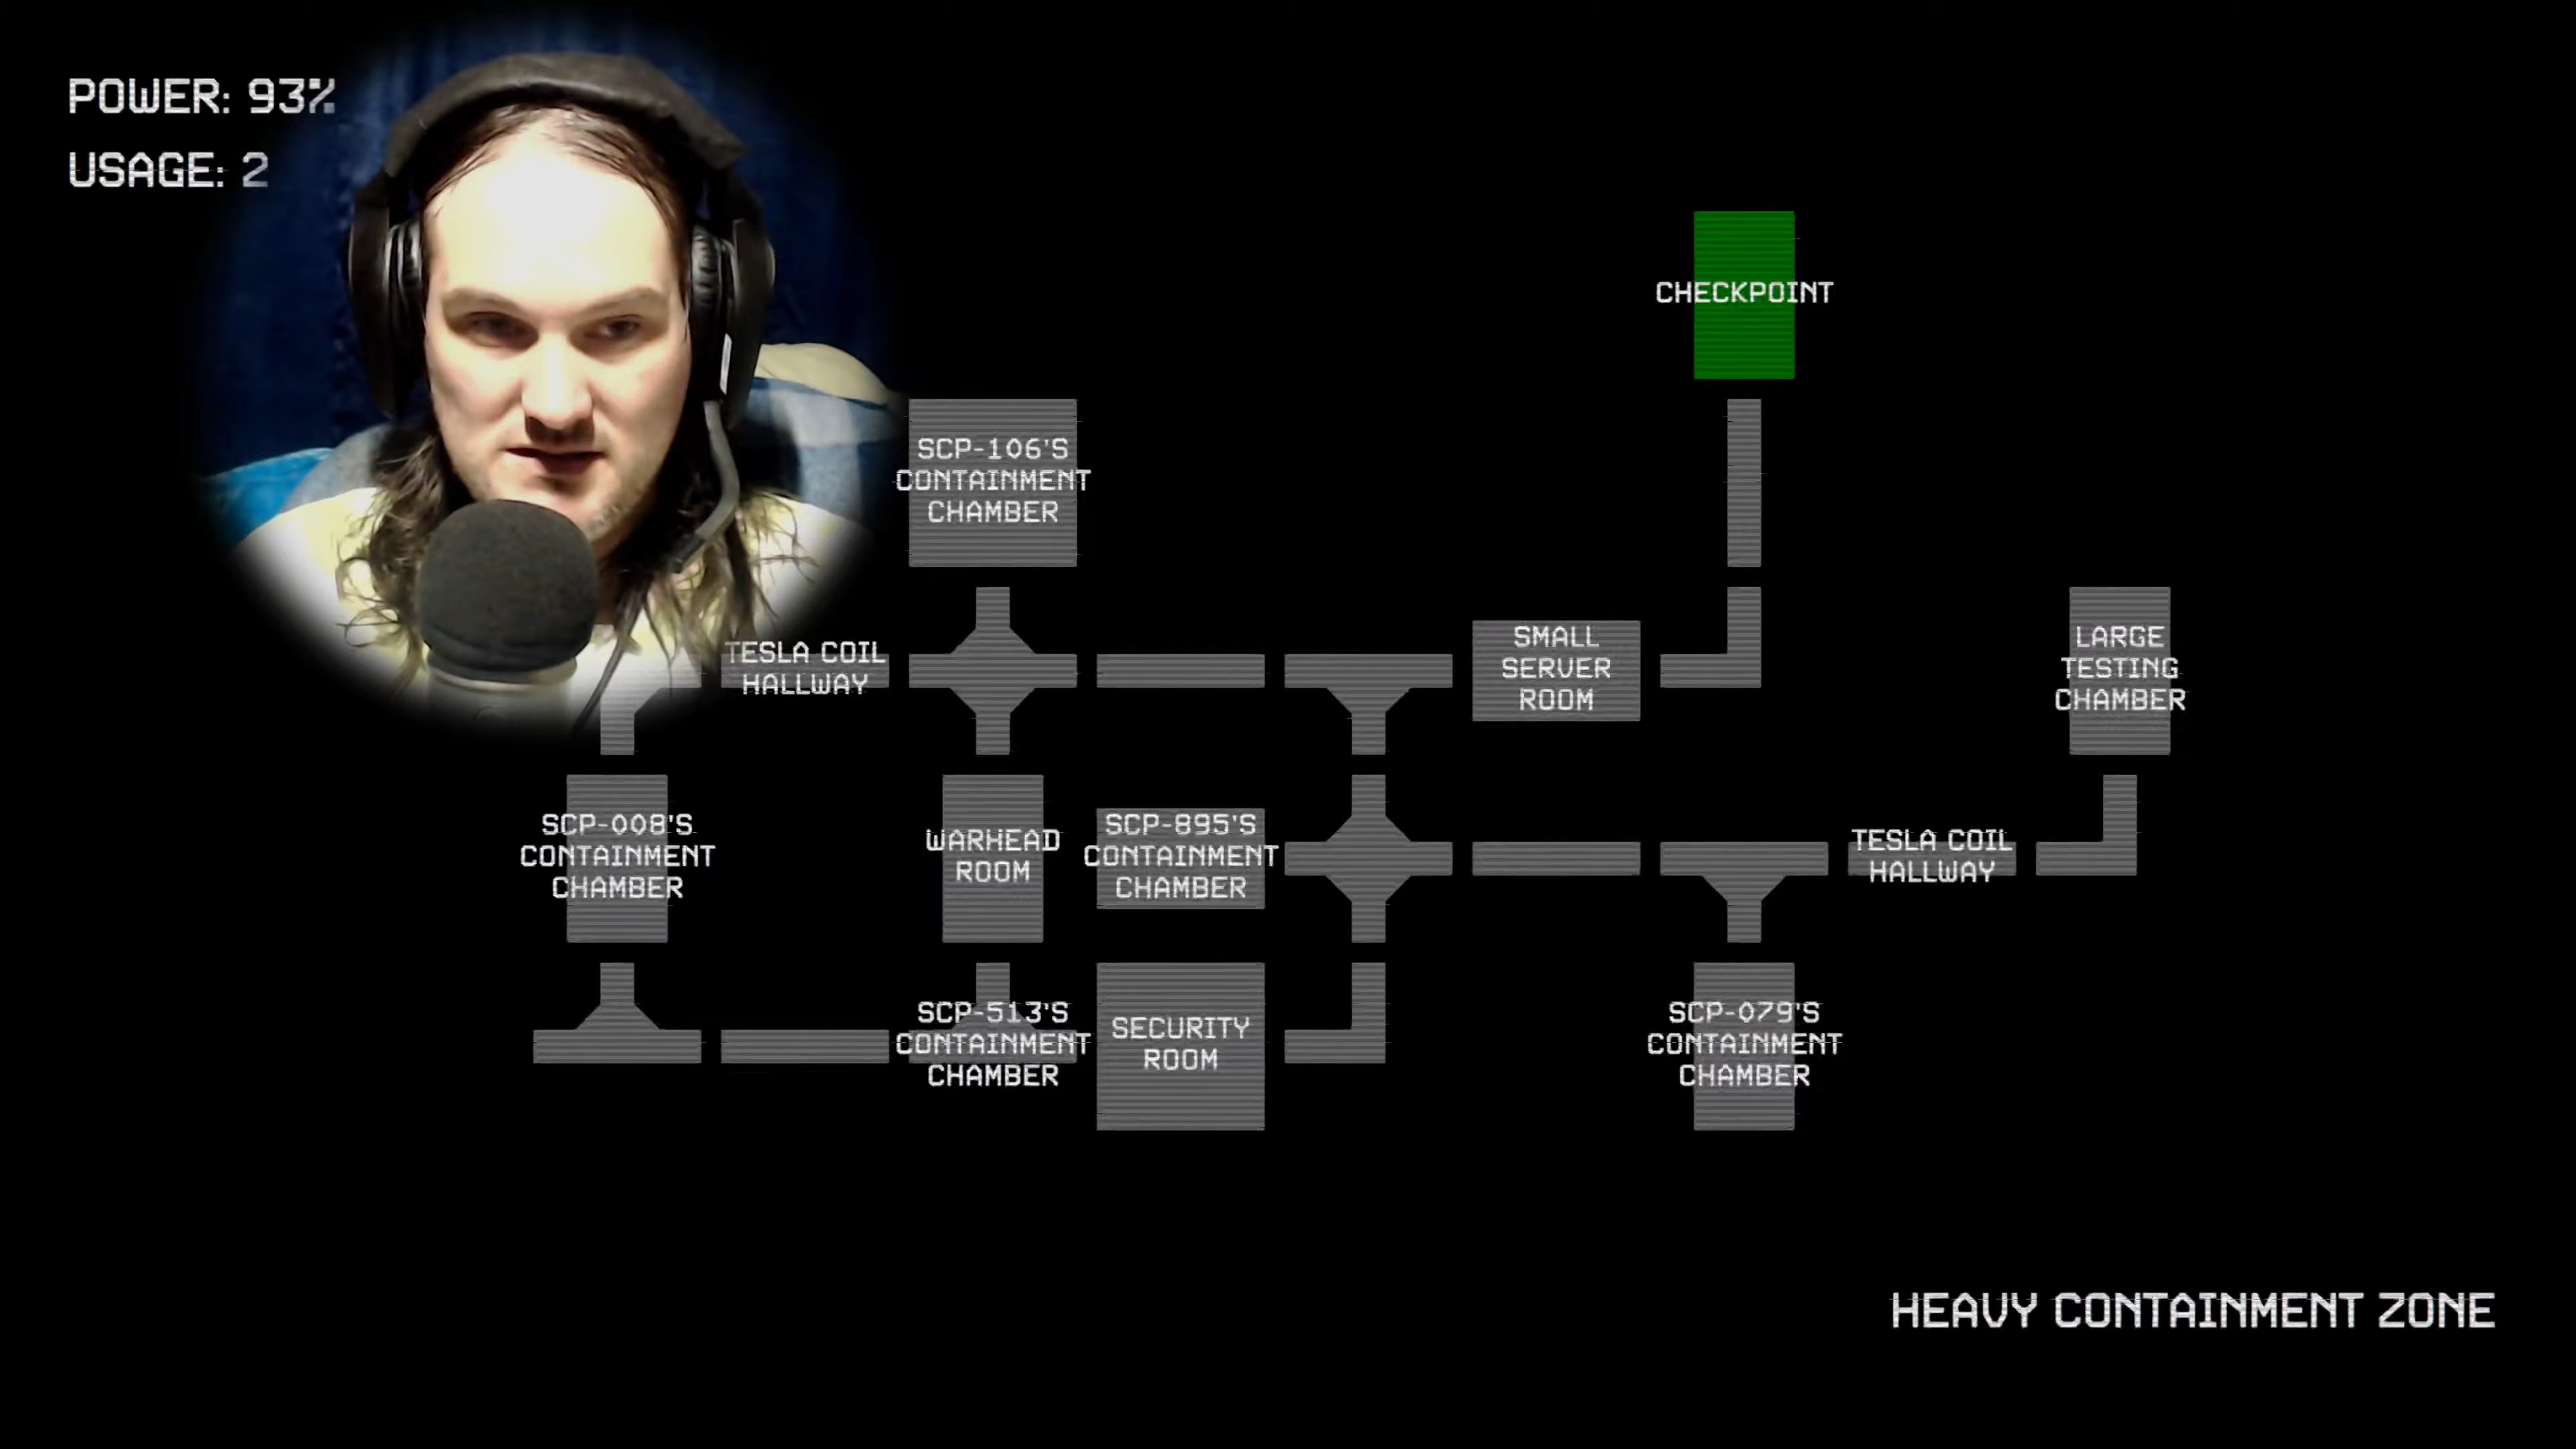 POWER: 93%
USAGE: 2
CHECKPOINT
SCP-106'S
CONTAINMENT
CHAMBER
TESLA COIL
HALLWAY
SMALL
SERVER
ROOM
LARGE
TESTING
CHAMBER
SCP-008'S
CONTAINMENT
CHAMBER
WARHEAD
ROOM
SCP-895'S
CONTAINMENT
CHAMBER
TESLA COIL
HALLWAY
SCP-513'S
CONTAINMENT
CHAMBER
SECURITY
ROOM
SCP-079'S
CONTAINMENT
CHAMBER
HEAVY CONTAINMENT ZONE